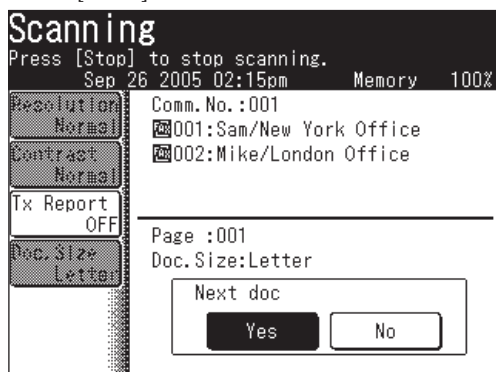 Scanning
Press [Stop] to stop scanning.
Sep 26 2005 02:15pm Memory 100%
Resolution
Normal
Contrast
Normal
Tx Report
OFF
Doc.Size
Letter
Comm.No.:001
FAX001:Sam/New York Office
FAX002:Mike/London Office
Page :001
Doc.Size:Letter
Next doc
Yes No